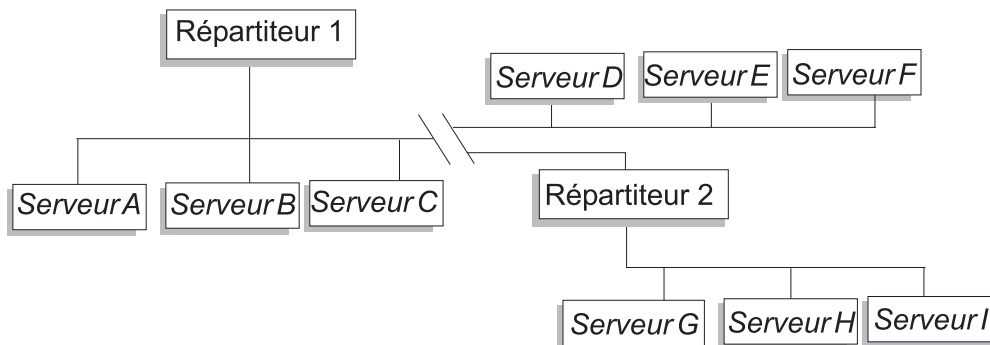 Répartiteur 1
Serveur D
Serveur E
Serveur F
Serveur A
Serveur B
Serveur C
Répartiteur 2
Serveur G
Serveur H
Serveur I